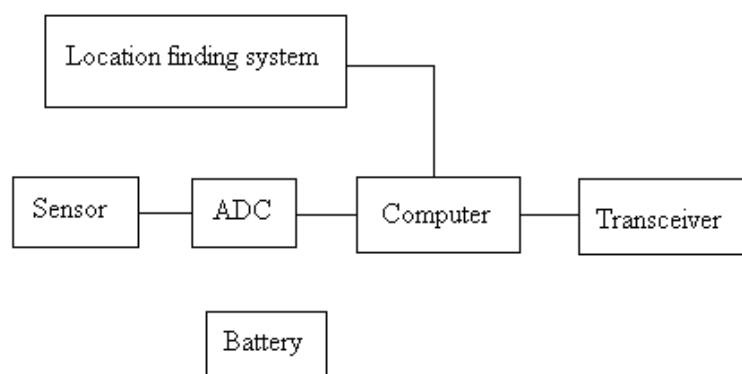 Location finding system
Sensor
ADC
Computer
Transceiver
Battery